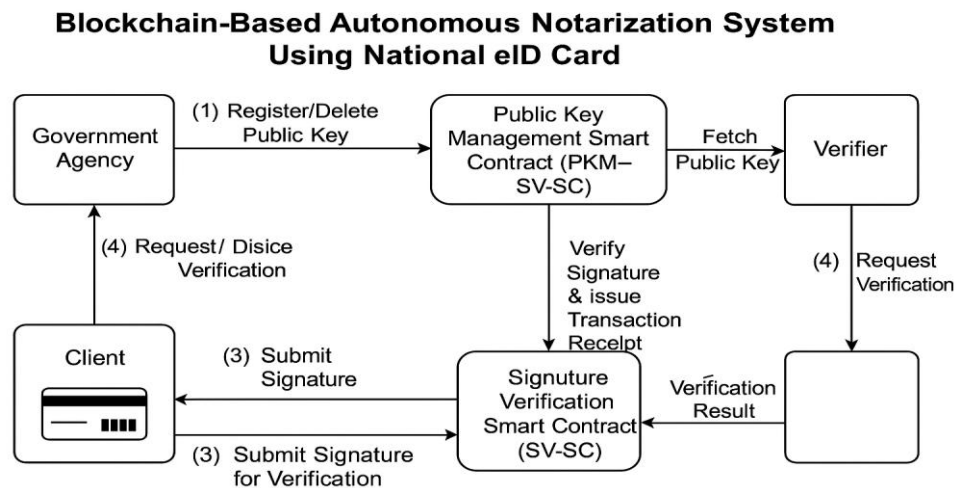 Blockchain-Based Autonomous Notarization System
Using National eID Card
Government
Agency
(1) Register/Delete
Public Key
Public Key
Management Smart
Contract (PKM–
SV-SC)
Fetch
Public Key
Verifier
(4) Request/ Disice
Verification
Verify
Signature
& issue
Transaction
Recelpt
(4) Request
Verification
Client
(3) Submit
Signature
Signuture
Verification
Smart Contract
(SV-SC)
Verification
Result
(3) Submit Signature
for Verification